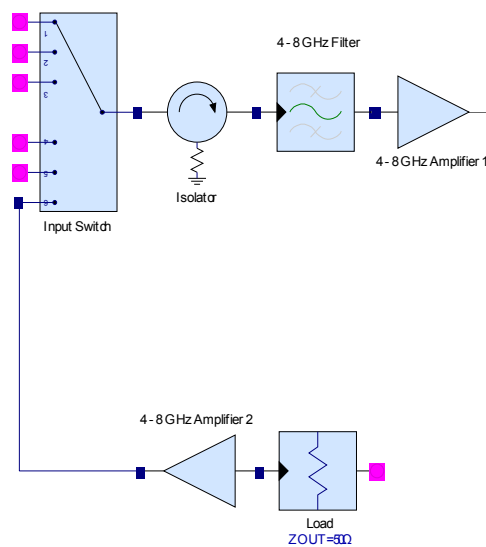 4-8 GHz Filter
1
2
3
4
5
6
4-8 GHz Amplifier 1
Isolator
Input Switch
4-8 GHz Amplifier 2
Load
ZOUT=50Ω